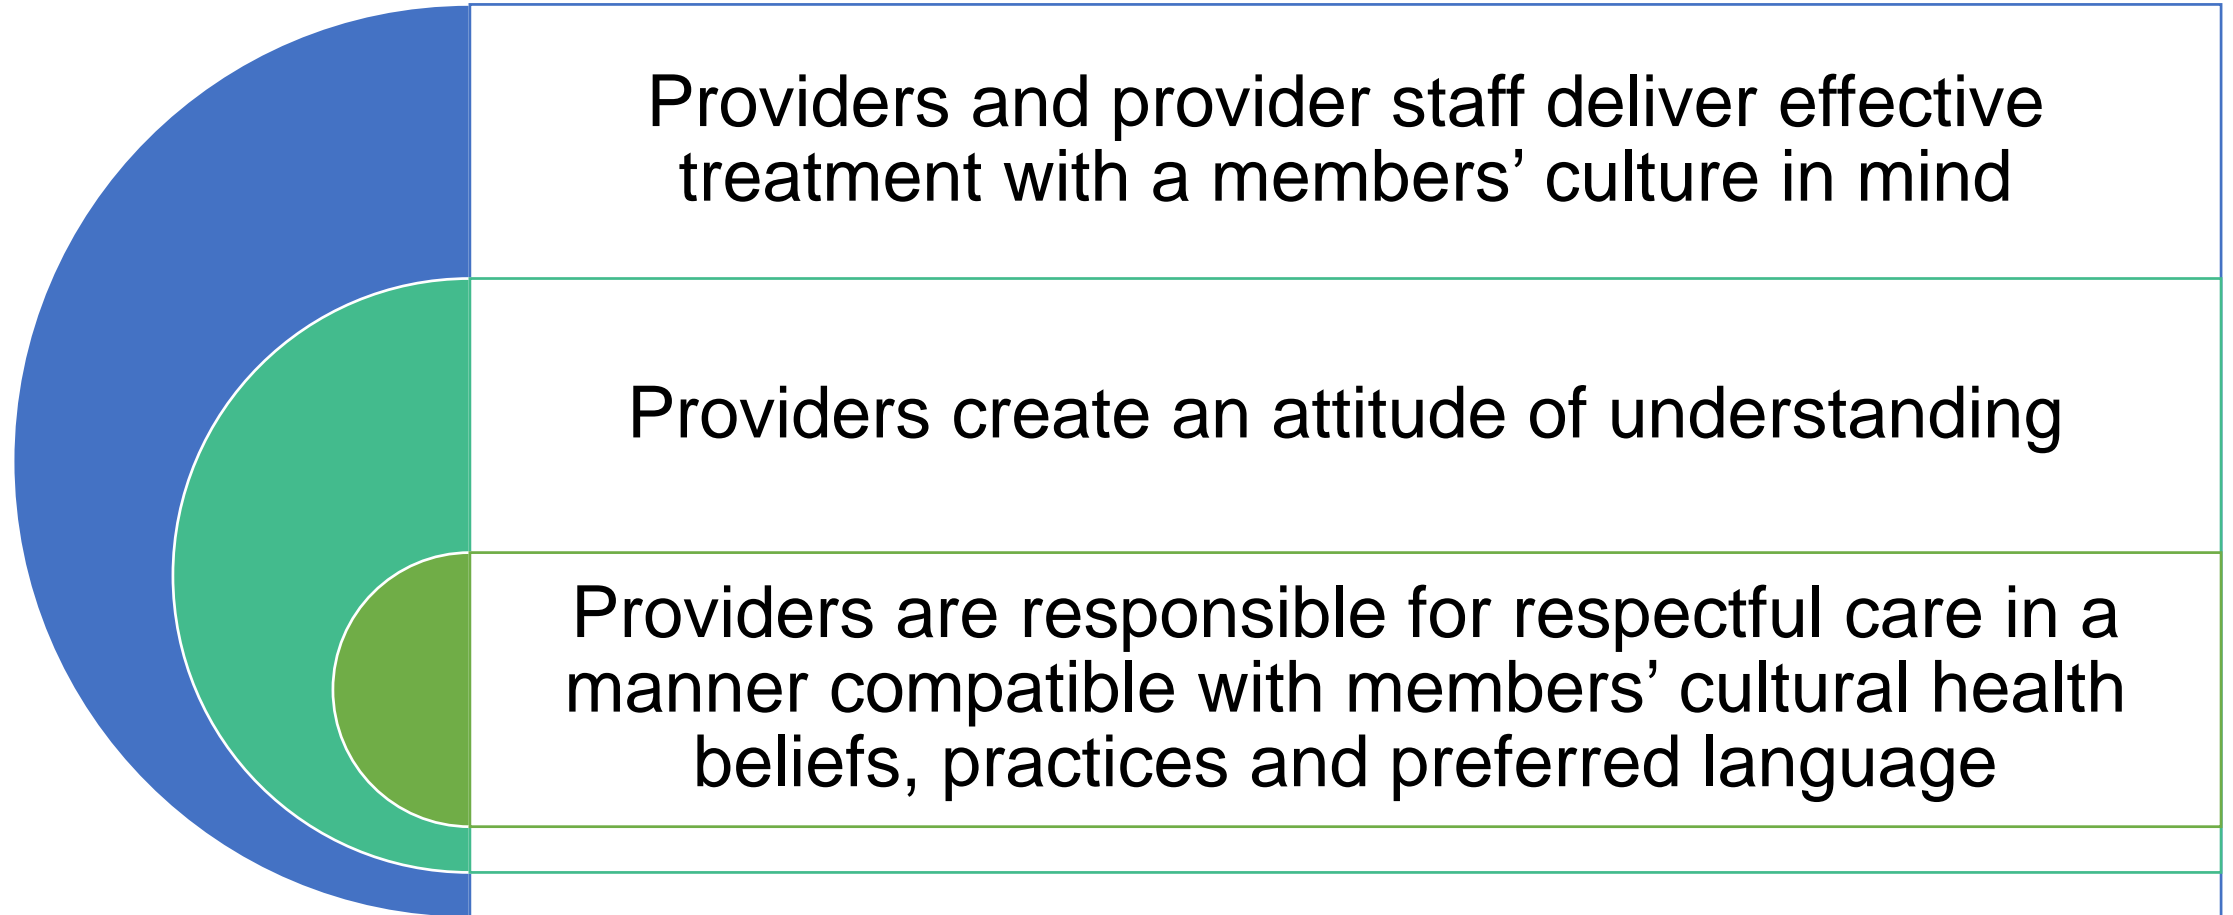 Providers and provider staff deliver effective
treatment with a members’ culture in mind
Providers create an attitude of understanding
Providers are responsible for respectful care in a
manner compatible with members’ cultural health
beliefs, practices and preferred language